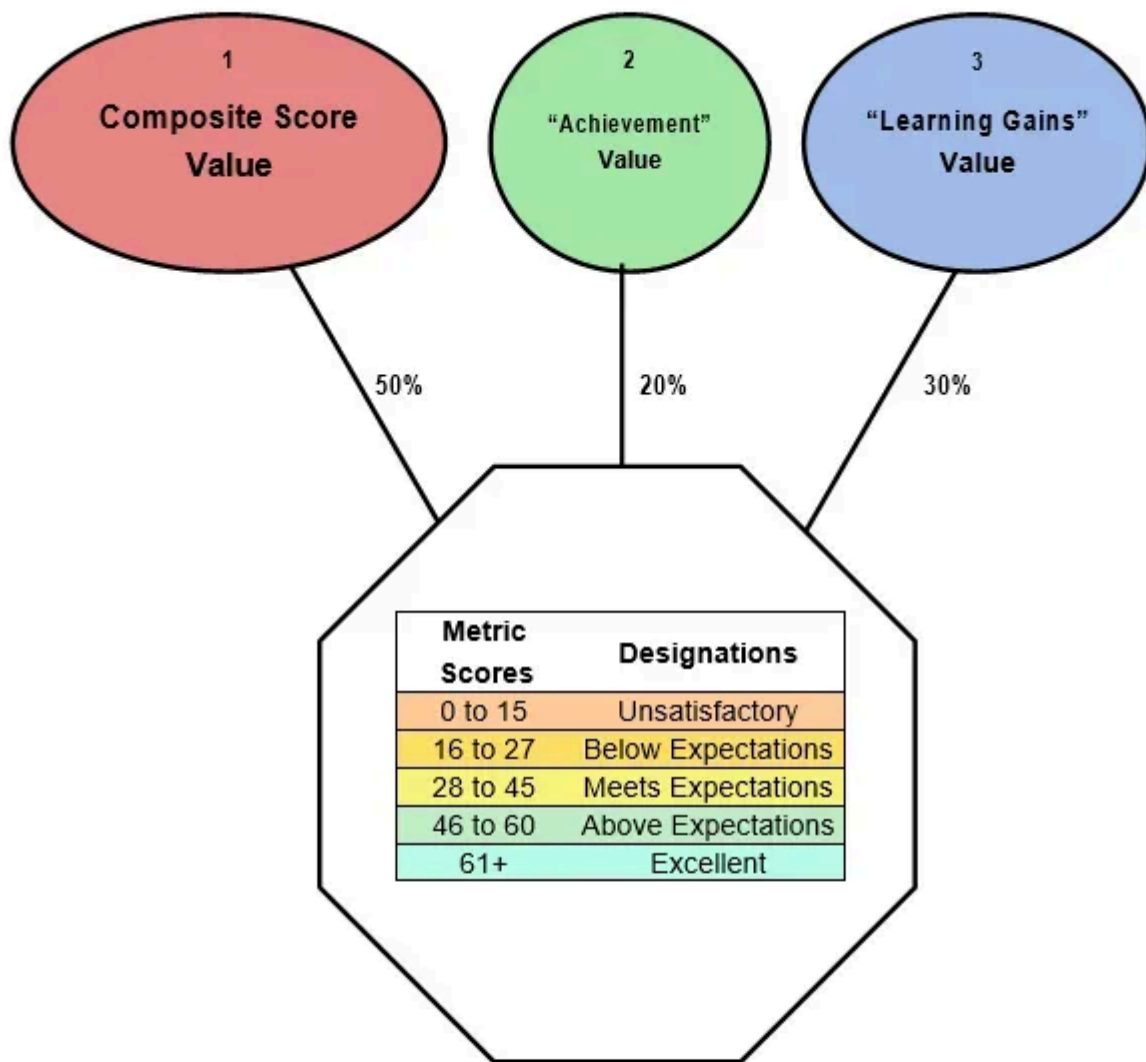 1
Composite Score
Value
2
“Achievement”
Value
3
“Learning Gains”
Value
50%
20%
30%
Metric
Scores
Designations
0 to 15 Unsatisfactory
16 to 27 Below Expectations
28 to 45 Meets Expectations
46 to 60 Above Expectations
61+ Excellent